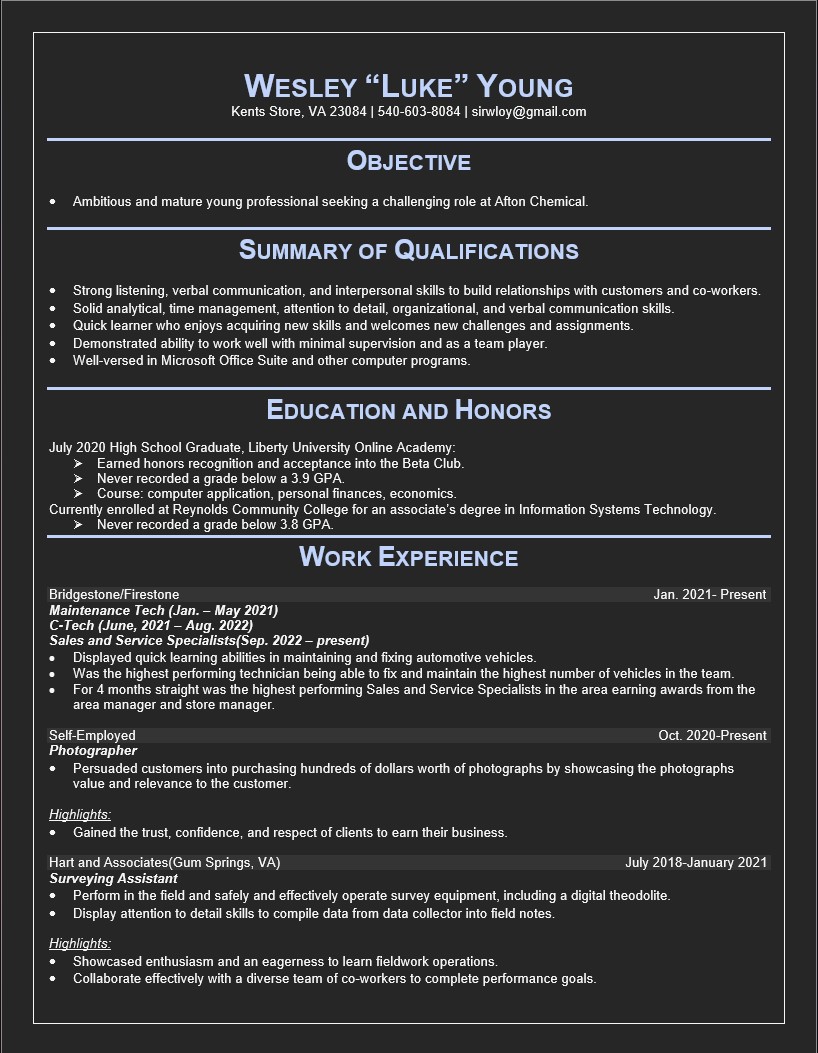 Wesley “Luke” Young
Kents Store, VA 23084 | 540-603-8084 | sirwloy@gmail.com
Objective
• Ambitious and mature young professional seeking a challenging role at Afton Chemical.
Summary of Qualifications
• Strong listening, verbal communication, and interpersonal skills to build relationships with customers and co-workers.
• Solid analytical, time management, attention to detail, organizational, and verbal communication skills.
• Quick learner who enjoys acquiring new skills and welcomes new challenges and assignments.
• Demonstrated ability to work well with minimal supervision and as a team player.
• Well-versed in Microsoft Office Suite and other computer programs.
Education and Honors
July 2020 High School Graduate, Liberty University Online Academy:
➢ Earned honors recognition and acceptance into the Beta Club.
➢ Never recorded a grade below a 3.9 GPA.
➢ Course: computer application, personal finances, economics.
Currently enrolled at Reynolds Community College for an associate’s degree in Information Systems Technology.
➢ Never recorded a grade below 3.8 GPA.
Work Experience
Bridgestone/Firestone Jan. 2021- Present
Maintenance Tech (Jan. – May 2021)
C-Tech (June, 2021 – Aug. 2022)
Sales and Service Specialists(Sep. 2022 – present)
• Displayed quick learning abilities in maintaining and fixing automotive vehicles.
• Was the highest performing technician being able to fix and maintain the highest number of vehicles in the team.
• For 4 months straight was the highest performing Sales and Service Specialists in the area earning awards from the
area manager and store manager.
Self-Employed Oct. 2020-Present
Photographer
• Persuaded customers into purchasing hundreds of dollars worth of photographs by showcasing the photographs
value and relevance to the customer.
Highlights:
• Gained the trust, confidence, and respect of clients to earn their business.
Hart and Associates(Gum Springs, VA) July 2018-January 2021
Surveying Assistant
• Perform in the field and safely and effectively operate survey equipment, including a digital theodolite.
• Display attention to detail skills to compile data from data collector into field notes.
Highlights:
• Showcased enthusiasm and an eagerness to learn fieldwork operations.
• Collaborate effectively with a diverse team of co-workers to complete performance goals.